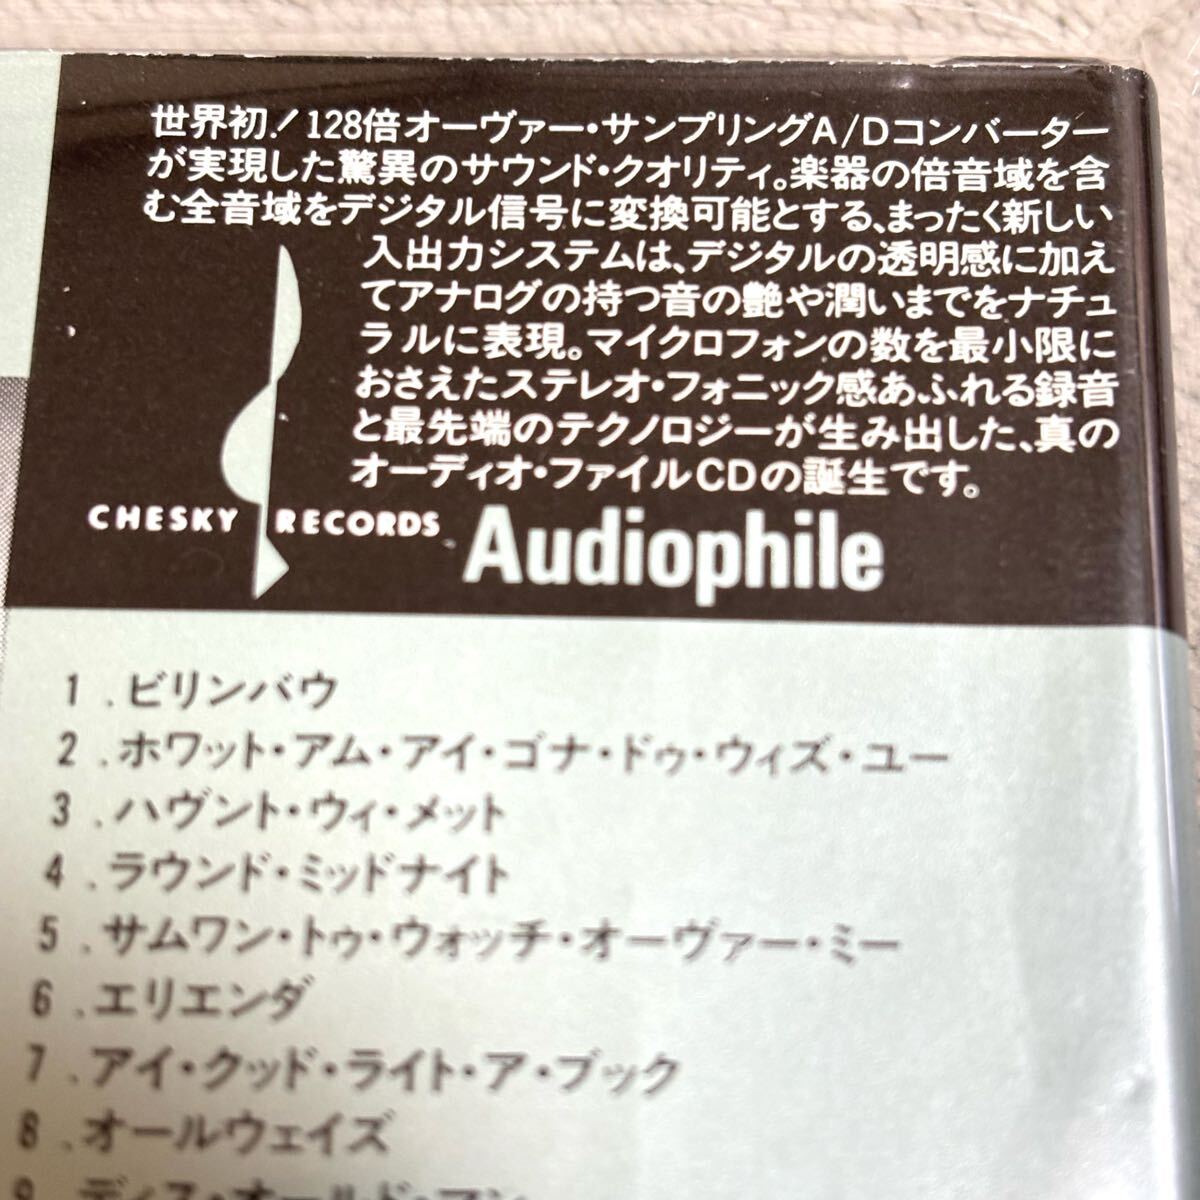 世界初!128倍オーヴァー・サンプリングA/Dコンバーター
が実現した驚異のサウンド・クオリティ。楽器の倍音域を含
む全音域をデジタル信号に変換可能とする、まったく新しい
入出力システムは、デジタルの透明感に加え
てアナログの持つ音の艶や潤いまでをナチュ
ラルに表現。マイクロフォンの数を最小限に
おさえたステレオ・フォニック感あふれる録音
と最先端のテクノロジーが生み出した、真の
オーディオ・ファイルCDの誕生です。
CHESKY RECORDS Audiophile
1.ビリンバウ
2.ホワット・アム・アイ・ゴナ・ドゥ・ウィズ・ユー
3.ハヴント・ウィ・メット
4.ラウンド・ミッドナイト
5.サムワン・トゥ・ウォッチ・オーヴァー・ミー
6.エリエンダ
7.アイ・クッド・ライト・ア・ブック
8.オールウェイズ
9.ディス・オールド・マン